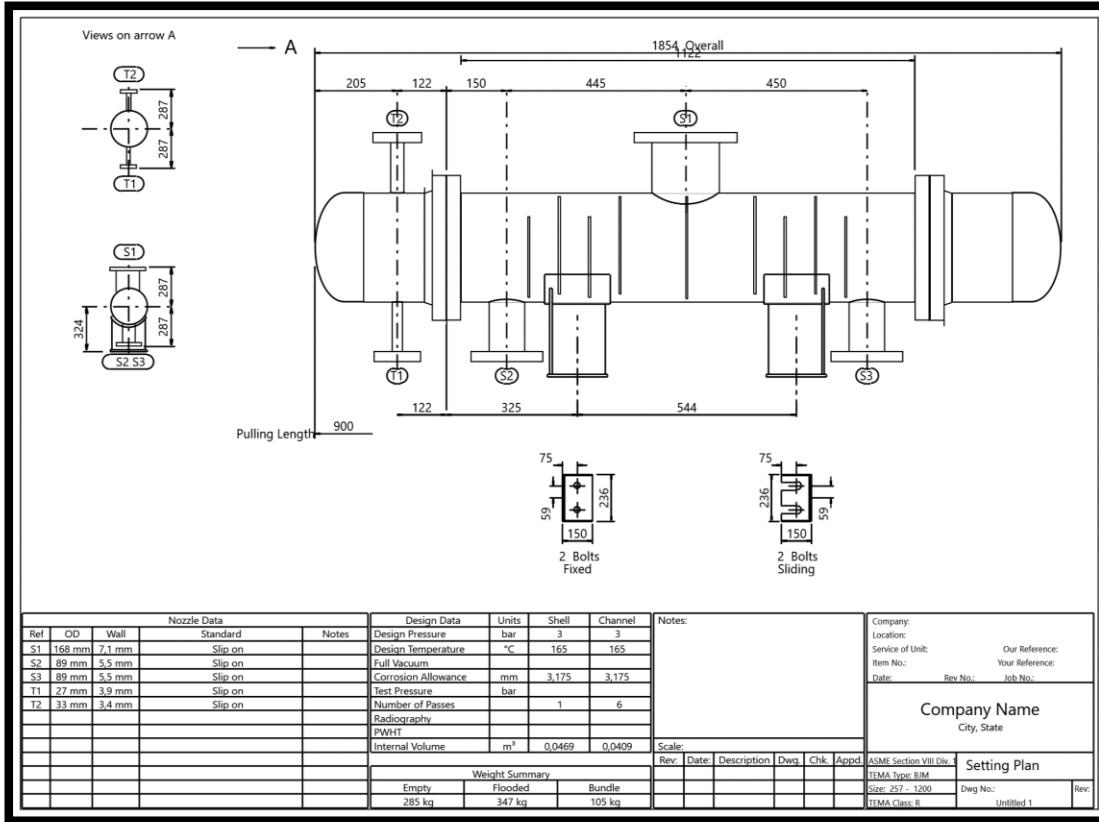 Views on arrow A
A
1854 Overall
1122
205 122 150 445 450
T2
287
287
T1
T2
S1
S1
287
287
324
S2 S3
T1
S2
S3
122 325 544
Pulling Length 900
75
236
59
150
2 Bolts
Fixed
75
236
59
150
2 Bolts
Sliding
Nozzle Data
Ref OD Wall Standard Notes
S1 168 mm 7,1 mm Slip on
S2 89 mm 5,5 mm Slip on
S3 89 mm 5,5 mm Slip on
T1 27 mm 3,9 mm Slip on
T2 33 mm 3,4 mm Slip on
Design Data Units Shell Channel
Design Pressure bar 3 3
Design Temperature °C 165 165
Full Vacuum
Corrosion Allowance mm 3,175 3,175
Test Pressure bar
Number of Passes 1 6
Radiography
PWHT
Internal Volume m³ 0,0469 0,0409
Weight Summary
Empty Flooded Bundle
285 kg 347 kg 105 kg
Notes:
Scale:
Rev: Date: Description Dwg. Chk. Appd.
Company:
Location:
Service of Unit: Our Reference:
Item No.: Your Reference:
Date: Rev No.: Job No.:
Company Name
City, State
ASME Section VIII Div. 1
TEMA Type: BJM
Size: 257 - 1200
TEMA Class: R
Setting Plan
Dwg No.: Rev:
Untitled 1